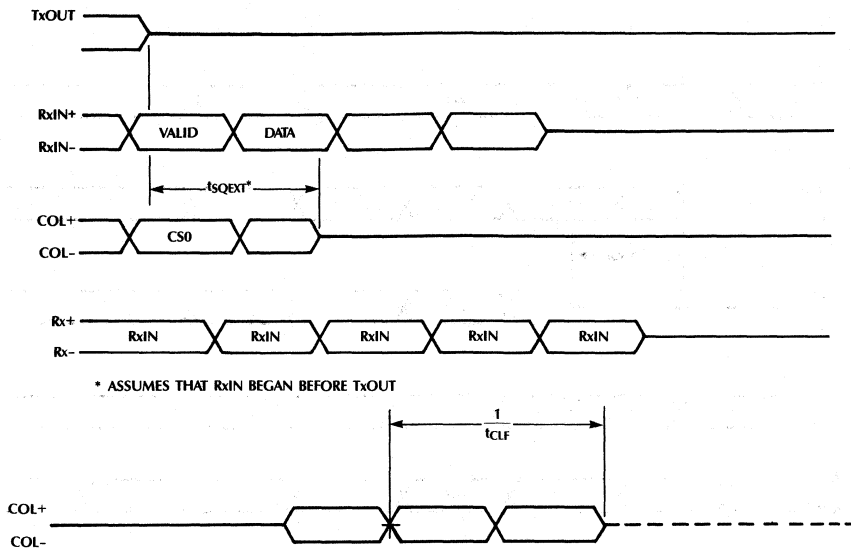 TxOUT
RxIN+
VALID DATA
RxIN–
tSQEXT*
COL+
CS0
COL–
Rx+
RxIN RxIN RxIN RxIN RxIN
Rx–
* ASSUMES THAT RxIN BEGAN BEFORE TxOUT
1
tCLF
COL+
COL–